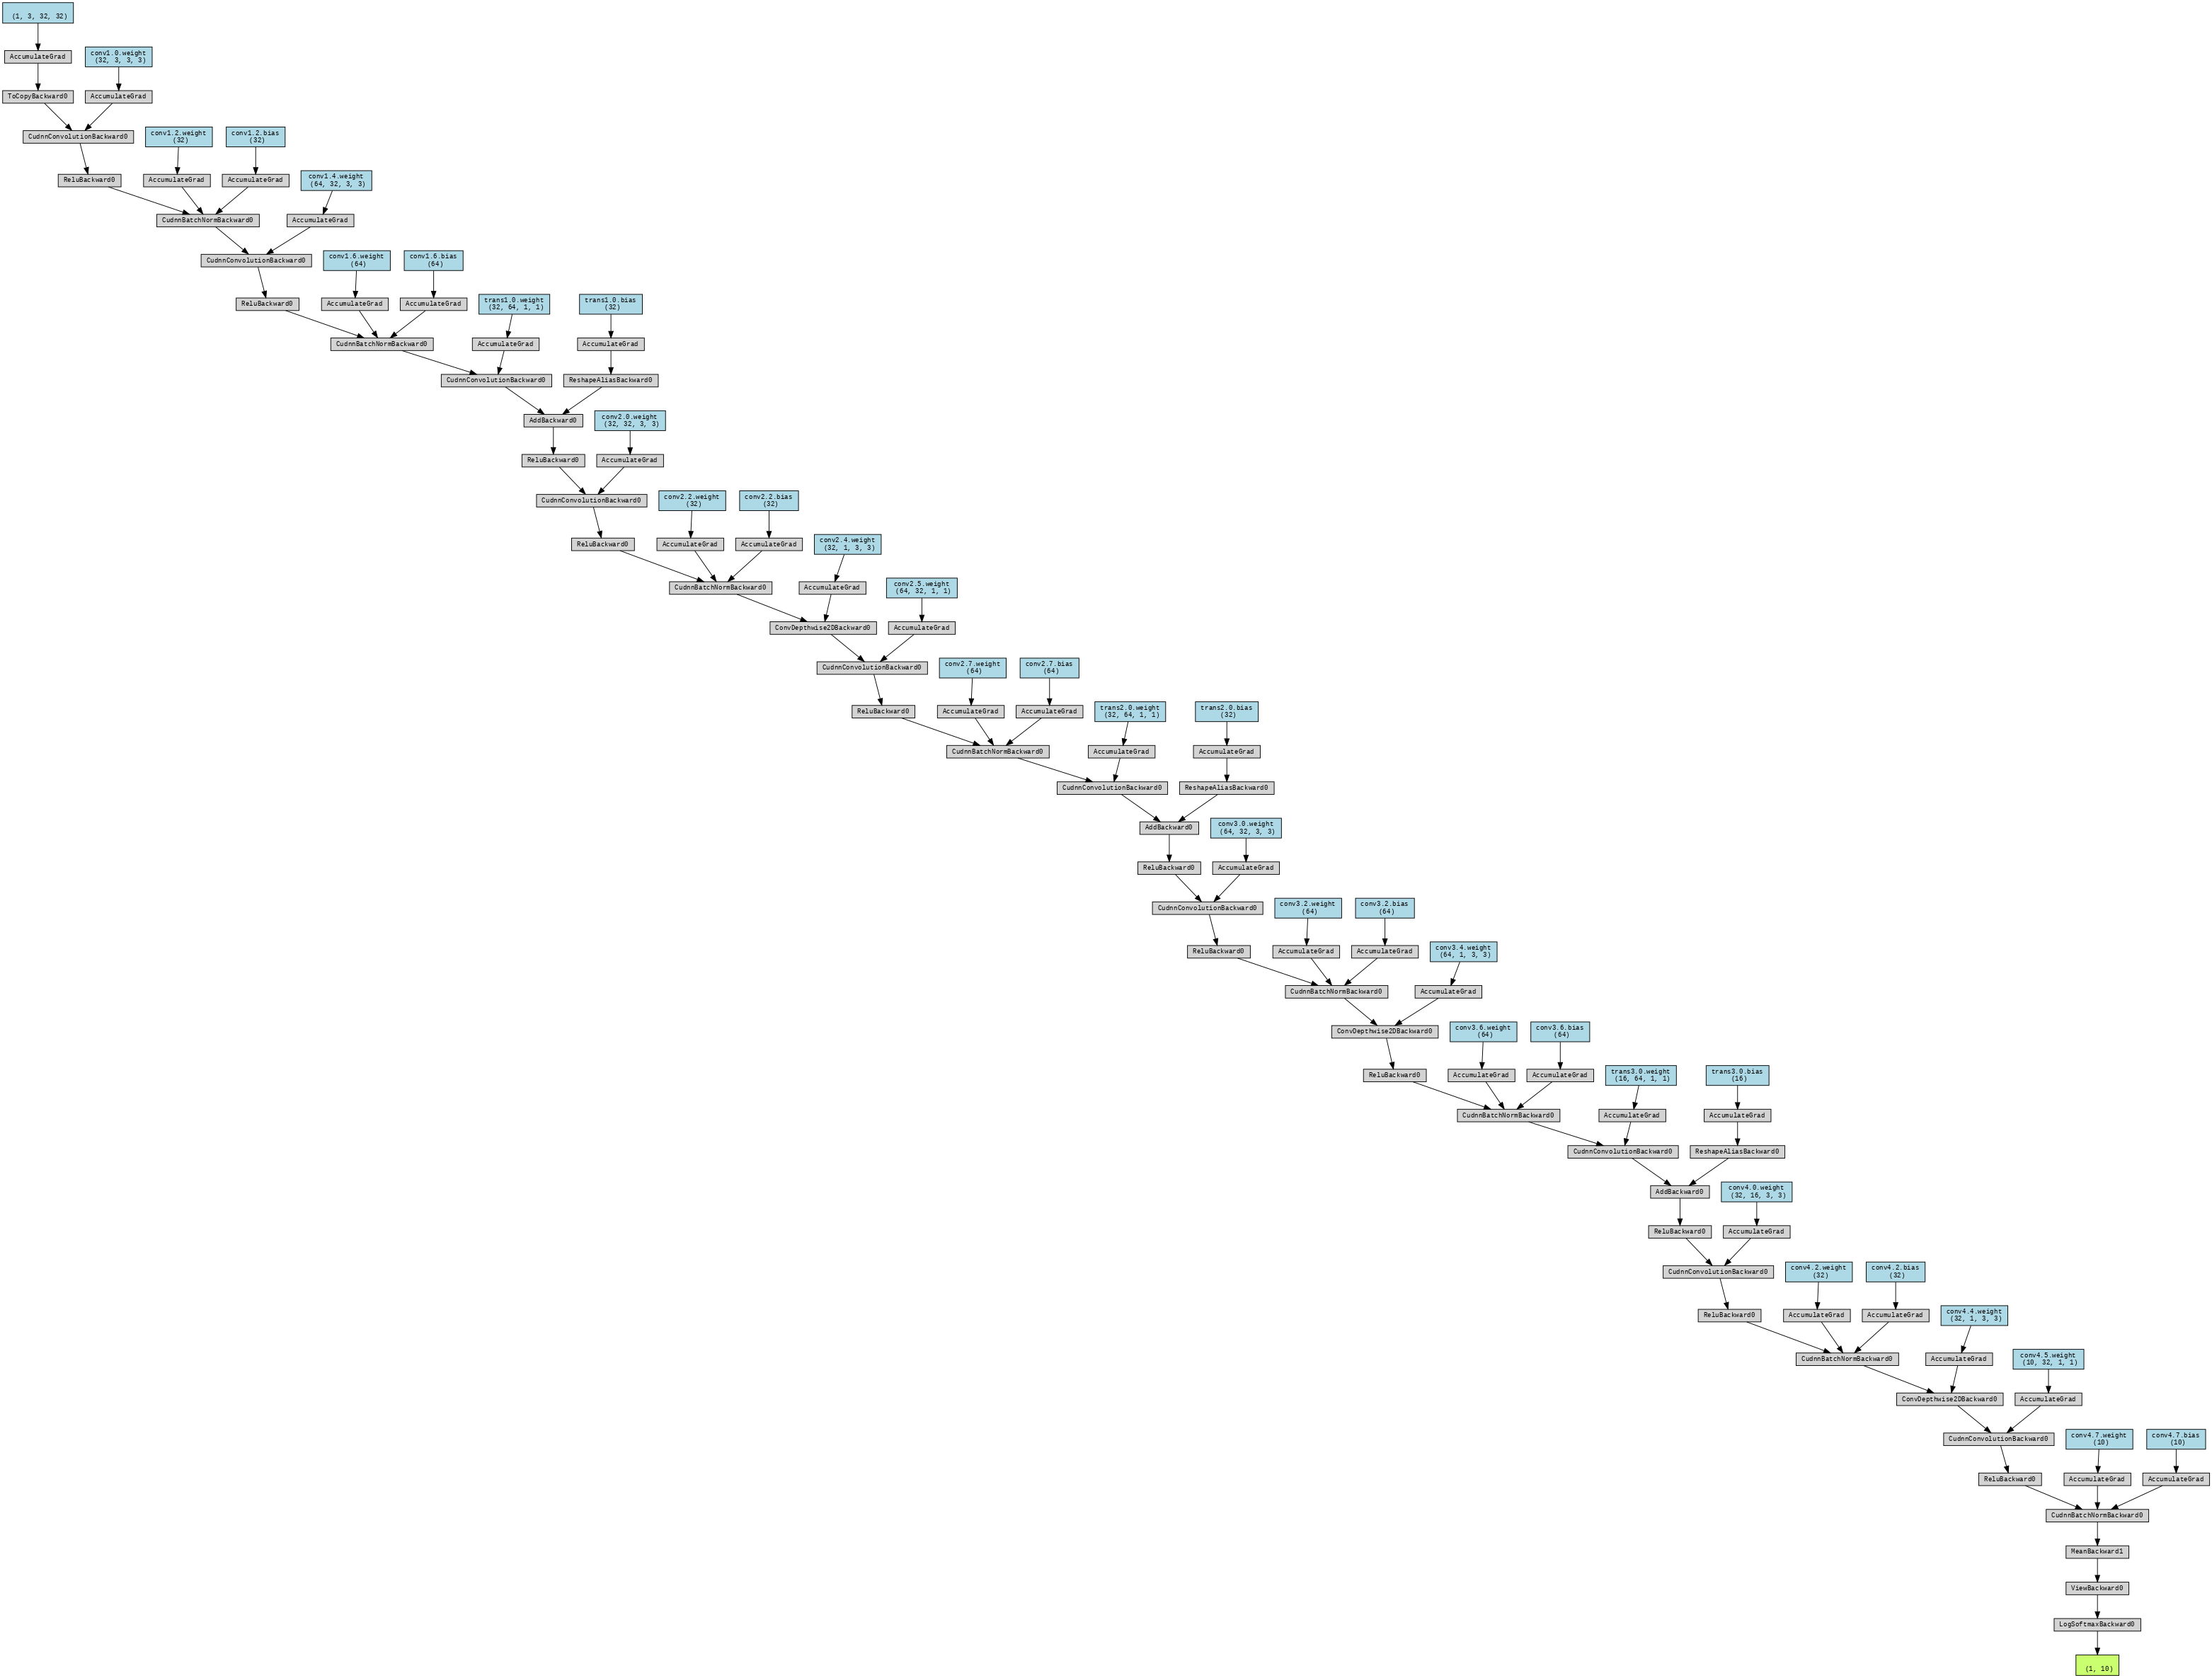 (1, 3, 32, 32)
AccumulateGrad
conv1.0.weight
(32, 3, 3, 3)
ToCopyBackward0
AccumulateGrad
CudnnConvolutionBackward0
conv1.2.weight
(32)
conv1.2.bias
(32)
ReluBackward0
AccumulateGrad
AccumulateGrad
conv1.4.weight
(64, 32, 3, 3)
CudnnBatchNormBackward0
AccumulateGrad
CudnnConvolutionBackward0
conv1.6.weight
(64)
conv1.6.bias
(64)
ReluBackward0
AccumulateGrad
AccumulateGrad
trans1.0.weight
(32, 64, 1, 1)
trans1.0.bias
(32)
CudnnBatchNormBackward0
AccumulateGrad
AccumulateGrad
CudnnConvolutionBackward0
ReshapeAliasBackward0
AddBackward0
conv2.0.weight
(32, 32, 3, 3)
ReluBackward0
AccumulateGrad
CudnnConvolutionBackward0
conv2.2.weight
(32)
conv2.2.bias
(32)
ReluBackward0
AccumulateGrad
AccumulateGrad
conv2.4.weight
(32, 1, 3, 3)
CudnnBatchNormBackward0
AccumulateGrad
conv2.5.weight
(64, 32, 1, 1)
ConvDepthwise2DBackward0
AccumulateGrad
CudnnConvolutionBackward0
conv2.7.weight
(64)
conv2.7.bias
(64)
ReluBackward0
AccumulateGrad
AccumulateGrad
trans2.0.weight
(32, 64, 1, 1)
trans2.0.bias
(32)
CudnnBatchNormBackward0
AccumulateGrad
AccumulateGrad
CudnnConvolutionBackward0
ReshapeAliasBackward0
AddBackward0
conv3.0.weight
(64, 32, 3, 3)
ReluBackward0
AccumulateGrad
CudnnConvolutionBackward0
conv3.2.weight
(64)
conv3.2.bias
(64)
ReluBackward0
AccumulateGrad
AccumulateGrad
conv3.4.weight
(64, 1, 3, 3)
CudnnBatchNormBackward0
AccumulateGrad
ConvDepthwise2DBackward0
conv3.6.weight
(64)
conv3.6.bias
(64)
ReluBackward0
AccumulateGrad
AccumulateGrad
trans3.0.weight
(16, 64, 1, 1)
trans3.0.bias
(16)
CudnnBatchNormBackward0
AccumulateGrad
AccumulateGrad
CudnnConvolutionBackward0
ReshapeAliasBackward0
AddBackward0
conv4.0.weight
(32, 16, 3, 3)
ReluBackward0
AccumulateGrad
CudnnConvolutionBackward0
conv4.2.weight
(32)
conv4.2.bias
(32)
ReluBackward0
AccumulateGrad
AccumulateGrad
conv4.4.weight
(32, 1, 3, 3)
CudnnBatchNormBackward0
AccumulateGrad
conv4.5.weight
(10, 32, 1, 1)
ConvDepthwise2DBackward0
AccumulateGrad
CudnnConvolutionBackward0
conv4.7.weight
(10)
conv4.7.bias
(10)
ReluBackward0
AccumulateGrad
AccumulateGrad
CudnnBatchNormBackward0
MeanBackward1
ViewBackward0
LogSoftmaxBackward0
(1, 10)